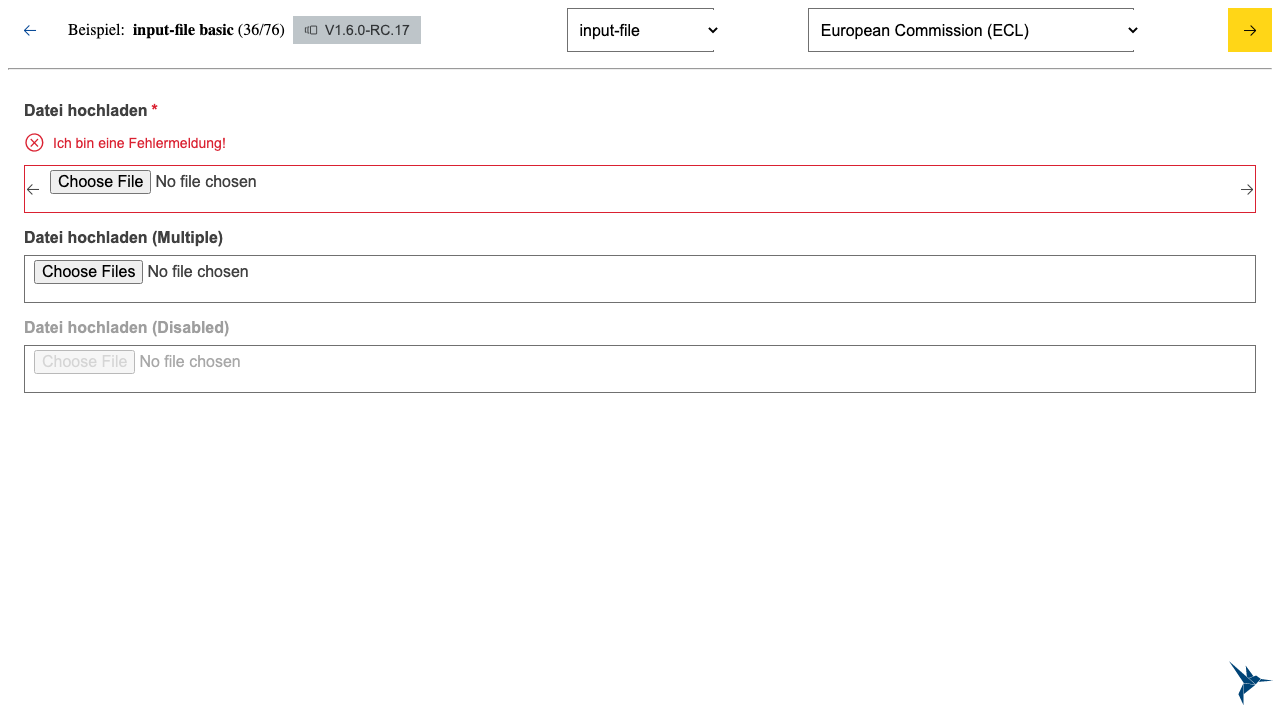 Beispiel: input-file basic (36/76) V1.6.0-RC.17 input-file European Commission (ECL)
Datei hochladen *
Ich bin eine Fehlermeldung!
Choose File No file chosen
Datei hochladen (Multiple)
Choose Files No file chosen
Datei hochladen (Disabled)
Choose File No file chosen